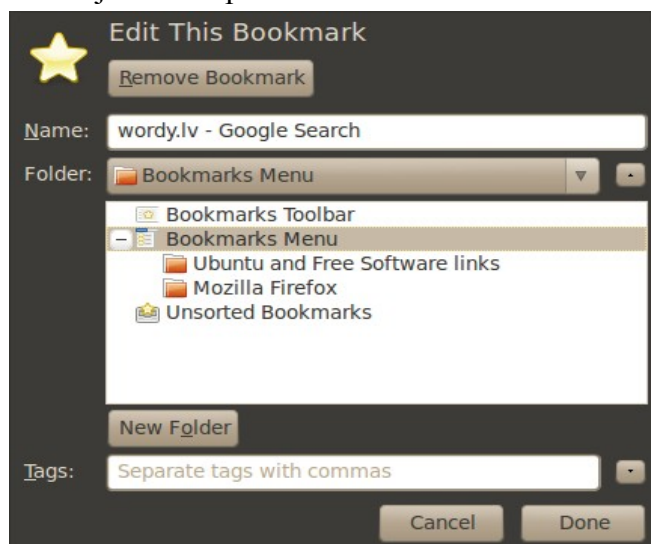 Edit This Bookmark
Remove Bookmark
Name: wordy.lv - Google Search
Folder: Bookmarks Menu
Bookmarks Toolbar
Bookmarks Menu
Ubuntu and Free Software links
Mozilla Firefox
Unsorted Bookmarks
New Folder
Tags: Separate tags with commas
Cancel Done